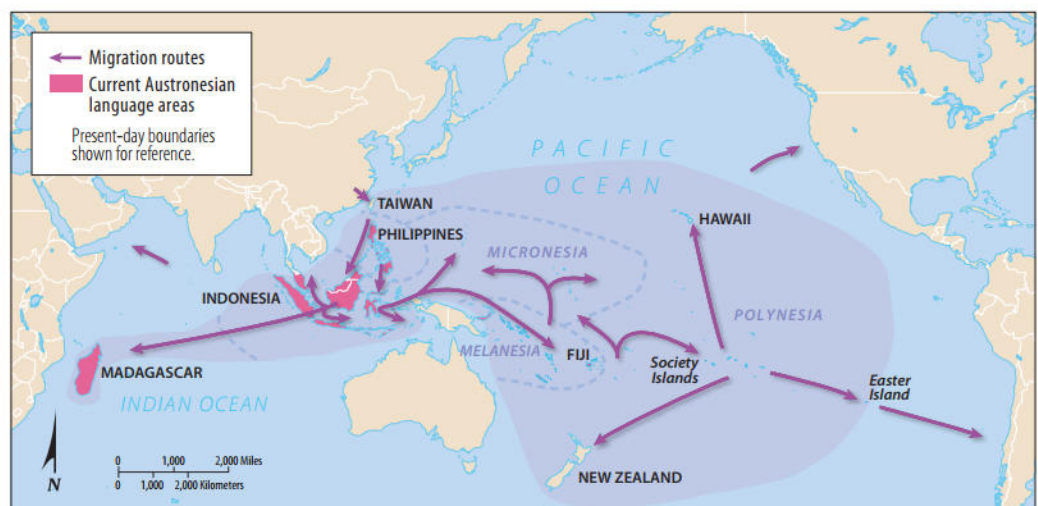 Migration routes
Current Austronesian
language areas
Present-day boundaries
shown for reference.
PACIFIC
OCEAN
TAIWAN
PHILIPPINES
HAWAII
MICRONESIA
INDONESIA
POLYNESIA
MELANESIA
FIJI
Society
Islands
MADAGASCAR
Easter
Island
INDIAN OCEAN
0 1,000 2,000 Miles
0 1,000 2,000 Kilometers
N
NEW ZEALAND